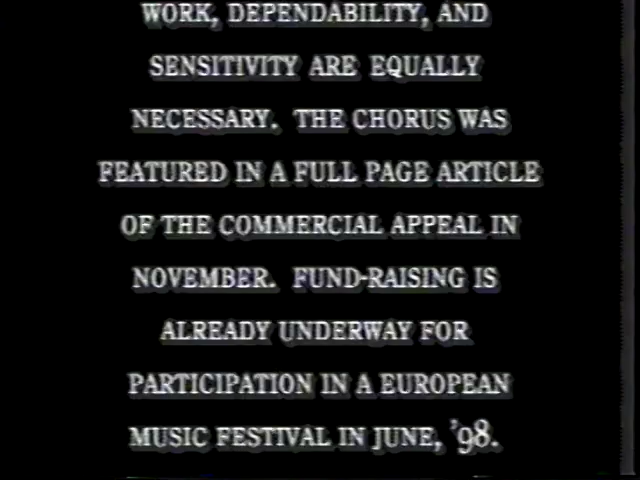 WORK, DEPENDABILITY, AND
SENSITIVITY ARE EQUALLY
NECESSARY. THE CHORUS WAS
FEATURED IN A FULL PAGE ARTICLE
OF THE COMMERCIAL APPEAL IN
NOVEMBER. FUND-RAISING IS
ALREADY UNDERWAY FOR
PARTICIPATION IN A EUROPEAN
MUSIC FESTIVAL IN JUNE, '98.